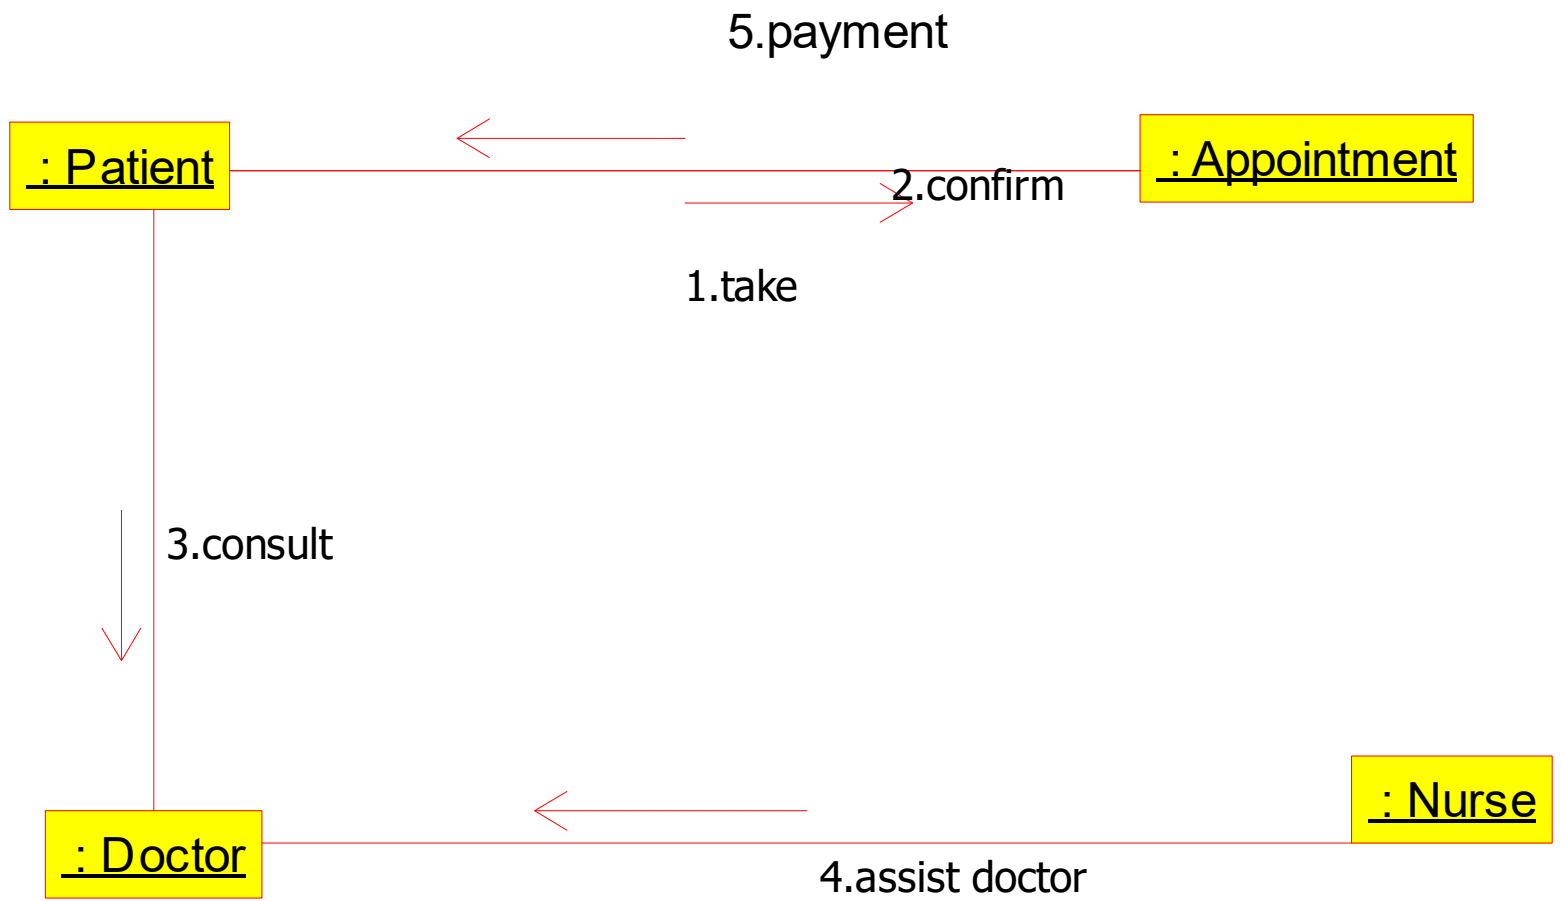 5.payment
: Patient
: Appointment
2.confirm
1.take
3.consult
: Nurse
: Doctor
4.assist doctor